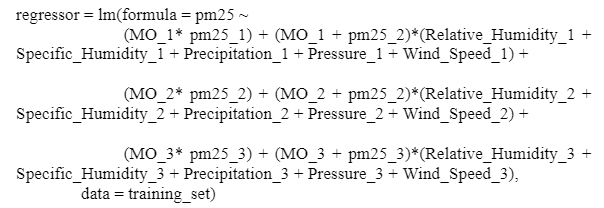 regressor = lm(formula = pm25 ~
(MO_1* pm25_1) + (MO_1 + pm25_2)*(Relative_Humidity_1 +
Specific_Humidity_1 + Precipitation_1 + Pressure_1 + Wind_Speed_1) +
(MO_2* pm25_2) + (MO_2 + pm25_2)*(Relative_Humidity_2 +
Specific_Humidity_2 + Precipitation_2 + Pressure_2 + Wind_Speed_2) +
(MO_3* pm25_3) + (MO_3 + pm25_3)*(Relative_Humidity_3 +
Specific_Humidity_3 + Precipitation_3 + Pressure_3 + Wind_Speed_3),
data = training_set)